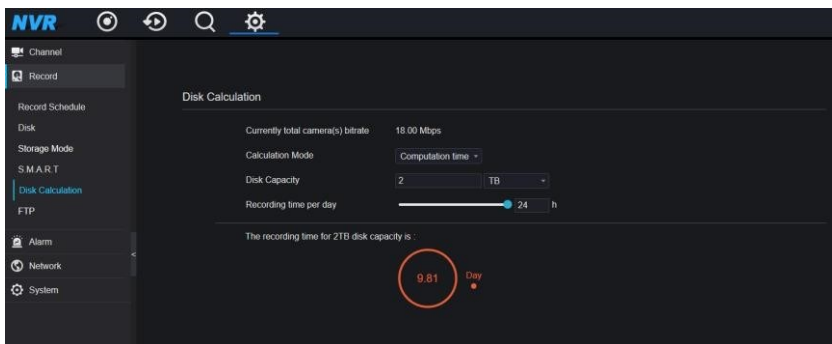 NVR
Channel
Record
Record Schedule
Disk
Storage Mode
S.M.A.R.T
Disk Calculation
FTP
Alarm
Network
System
Disk Calculation
Currently total camera(s) bitrate 18.00 Mbps
Calculation Mode Computation time
Disk Capacity 2 TB
Recording time per day 24 h
The recording time for 2TB disk capacity is :
9.81 Day
<